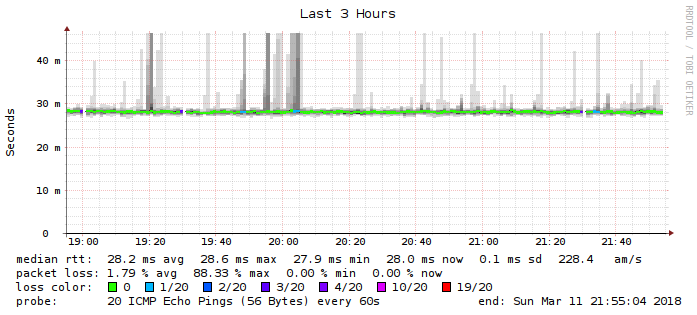 Last 3 Hours
RRDTOOL / TOBI OETIKER
Seconds
40 m
30 m
20 m
10 m
0
19:00 19:20 19:40 20:00 20:20 20:40 21:00 21:20 21:40
median rtt: 28.2 ms avg 28.6 ms max 27.9 ms min 28.0 ms now 0.1 ms sd 228.4 am/s
packet loss: 1.79 % avg 88.33 % max 0.00 % min 0.00 % now
loss color: 0 1/20 2/20 3/20 4/20 10/20 19/20
probe: 20 ICMP Echo Pings (56 Bytes) every 60s end: Sun Mar 11 21:55:04 2018